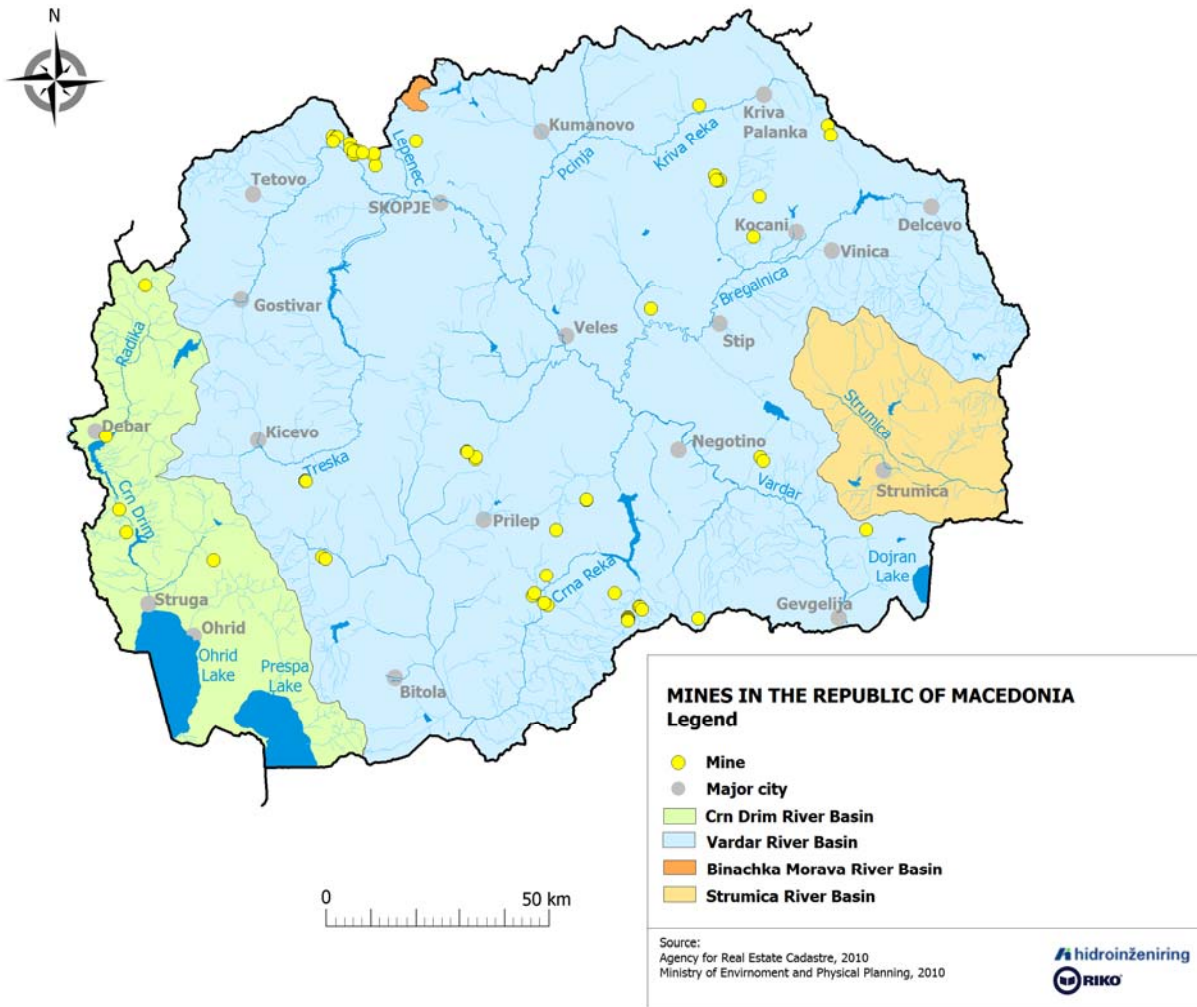 N
Kriva
Palanka
Kumanovo
Lepenec
Pcinja
Kriva Reka
Tetovo
SKOPJE
Kocani
Delcevo
Vinica
Bregalnica
Gostivar
Radika
Veles
Stip
Debar
Kicevo
Strumica
Treska
Negotino
Vardar
Strumica
Crn Drim
Prilep
Crna Reka
Dojran
Lake
Struga
Gevgelija
Ohrid
Ohrid
Lake
Prespa
Lake
Bitola
MINES IN THE REPUBLIC OF MACEDONIA
Legend
Mine
Major city
Crn Drim River Basin
Vardar River Basin
Binachka Morava River Basin
Strumica River Basin
0 50 km
Source:
Agency for Real Estate Cadastre, 2010
Ministry of Envirnoment and Physical Planning, 2010
hidroinženiring
RIKO